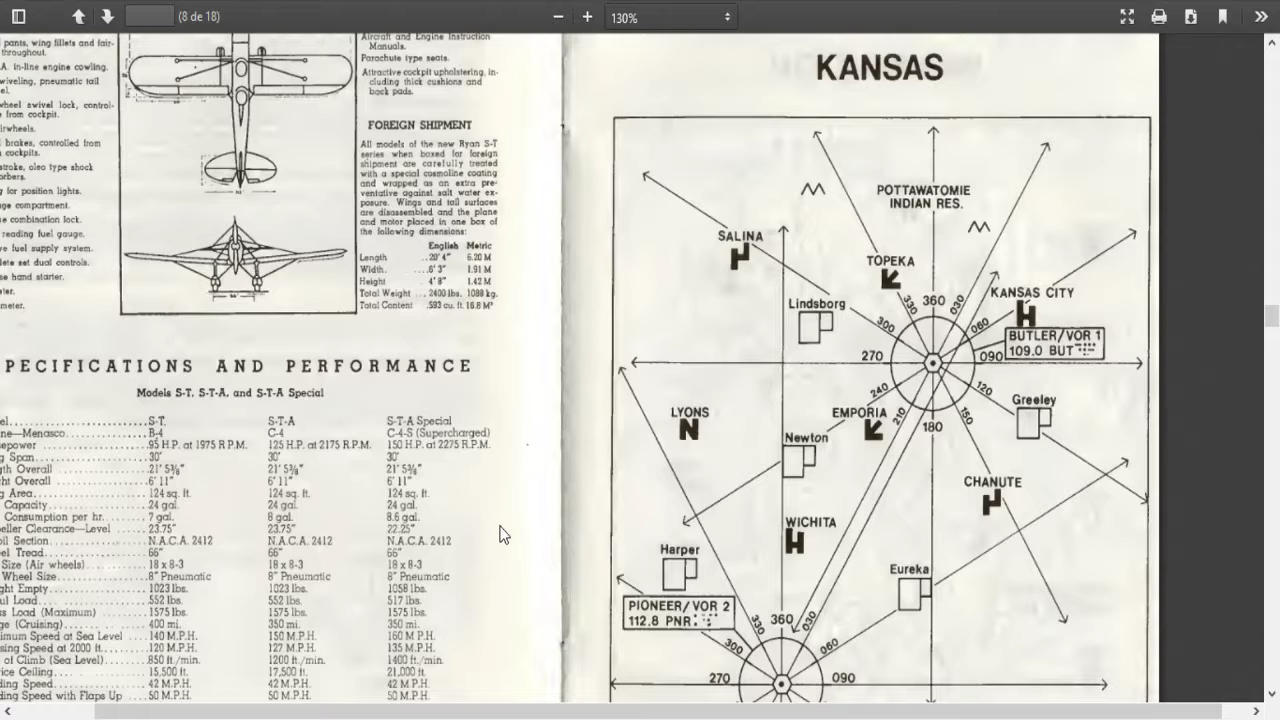 (8 de 18)
130%
pants, wing fillets and fair-
throughout.
A. in-line engine cowling.
wiveling, pneumatic tail
el.
wheel swivel lock, control-
from cockpit.
irwheels.
brakes, controlled from
cockpits.
stroke, oleo type shock
orbers.
g for position lights.
age compartment.
e combination lock.
reading fuel gauge.
ve fuel supply system.
lete set dual controls.
se hand starter.
ter.
meter.
Aircraft and Engine Instruction
Manuals.
Parachute type seats.
Attractive cockpit upholstering, in-
cluding thick cushions and
back pads.
FOREIGN SHIPMENT
All models of the new Ryan S-T
series when boxed for foreign
shipment are carefully treated
with a special cosmoline coating
and wrapped as an extra pre-
ventative against salt water ex-
posure. Wings and tail surfaces
are disassembled and the plane
and motor placed in one box of
the following dimensions:
English Metric
Length ..20' 4" 6.20 M
Width. ....6' 3" 1.91 M
Height 4' 8" 1.42 M
Total Weight ... 2400 lbs. 1088 kg.
Total Content .593 cu. ft. 16.8 M³
PECIFICATIONS AND PERFORMANCE
Models S-T, S-T-A, and S-T-A Special
el S-T. S-T-A S-T-A Special
ne—Menasco B-4 C-4 C-4-S (Supercharged)
sepower 95 H.P. at 1975 R.P.M. 125 H.P. at 2175 R.P.M. 150 H.P. at 2275 R.P.M.
g Span 30' 30' 30'
gth Overall 21' 5⅜" 21' 5⅜" 21' 5⅜"
ht Overall 6' 11" 6' 11" 6' 11"
g Area 124 sq. ft. 124 sq. ft. 124 sq. ft.
Capacity 24 gal. 24 gal. 24 gal.
Consumption per hr. 7 gal. 8 gal. 8.6 gal.
eller Clearance—Level 23.75" 23.75" 22.25"
oil Section N.A.C.A. 2412 N.A.C.A. 2412 N.A.C.A. 2412
el Tread 66" 66" 66"
Size (Air wheels) 18 x 8-3 18 x 8-3 18 x 8-3
Wheel Size 8" Pneumatic 8" Pneumatic 8" Pneumatic
ght Empty 1023 lbs. 1023 lbs. 1058 lbs.
ul Load 552 lbs. 552 lbs. 517 lbs.
ss Load (Maximum) 1575 lbs. 1575 lbs. 1575 lbs.
ge (Cruising) 400 mi. 350 mi. 350 mi.
imum Speed at Sea Level 140 M.P.H. 150 M.P.H. 160 M.P.H.
sing Speed at 2000 ft. 120 M.P.H. 127 M.P.H. 135 M.P.H.
of Climb (Sea Level) 850 ft./min. 1200 ft./min. 1400 ft./min.
vice Ceiling 15,500 ft. 17,500 ft. 21,000 ft.
ding Speed 42 M.P.H. 42 M.P.H. 42 M.P.H.
ding Speed with Flaps Up 50 M.P.H. 50 M.P.H. 50 M.P.H.
KANSAS
POTTAWATOMIE
INDIAN RES.
SALINA
TOPEKA
KANSAS CITY
Lindsborg
330 360 030
300 060
BUTLER/VOR 1
109.0 BUT
270 090
240 120
210 150
180
Greeley
LYONS
EMPORIA
Newton
CHANUTE
WICHITA
Harper
Eureka
PIONEER/VOR 2
112.8 PNR
330 360 030
300 060
270 090